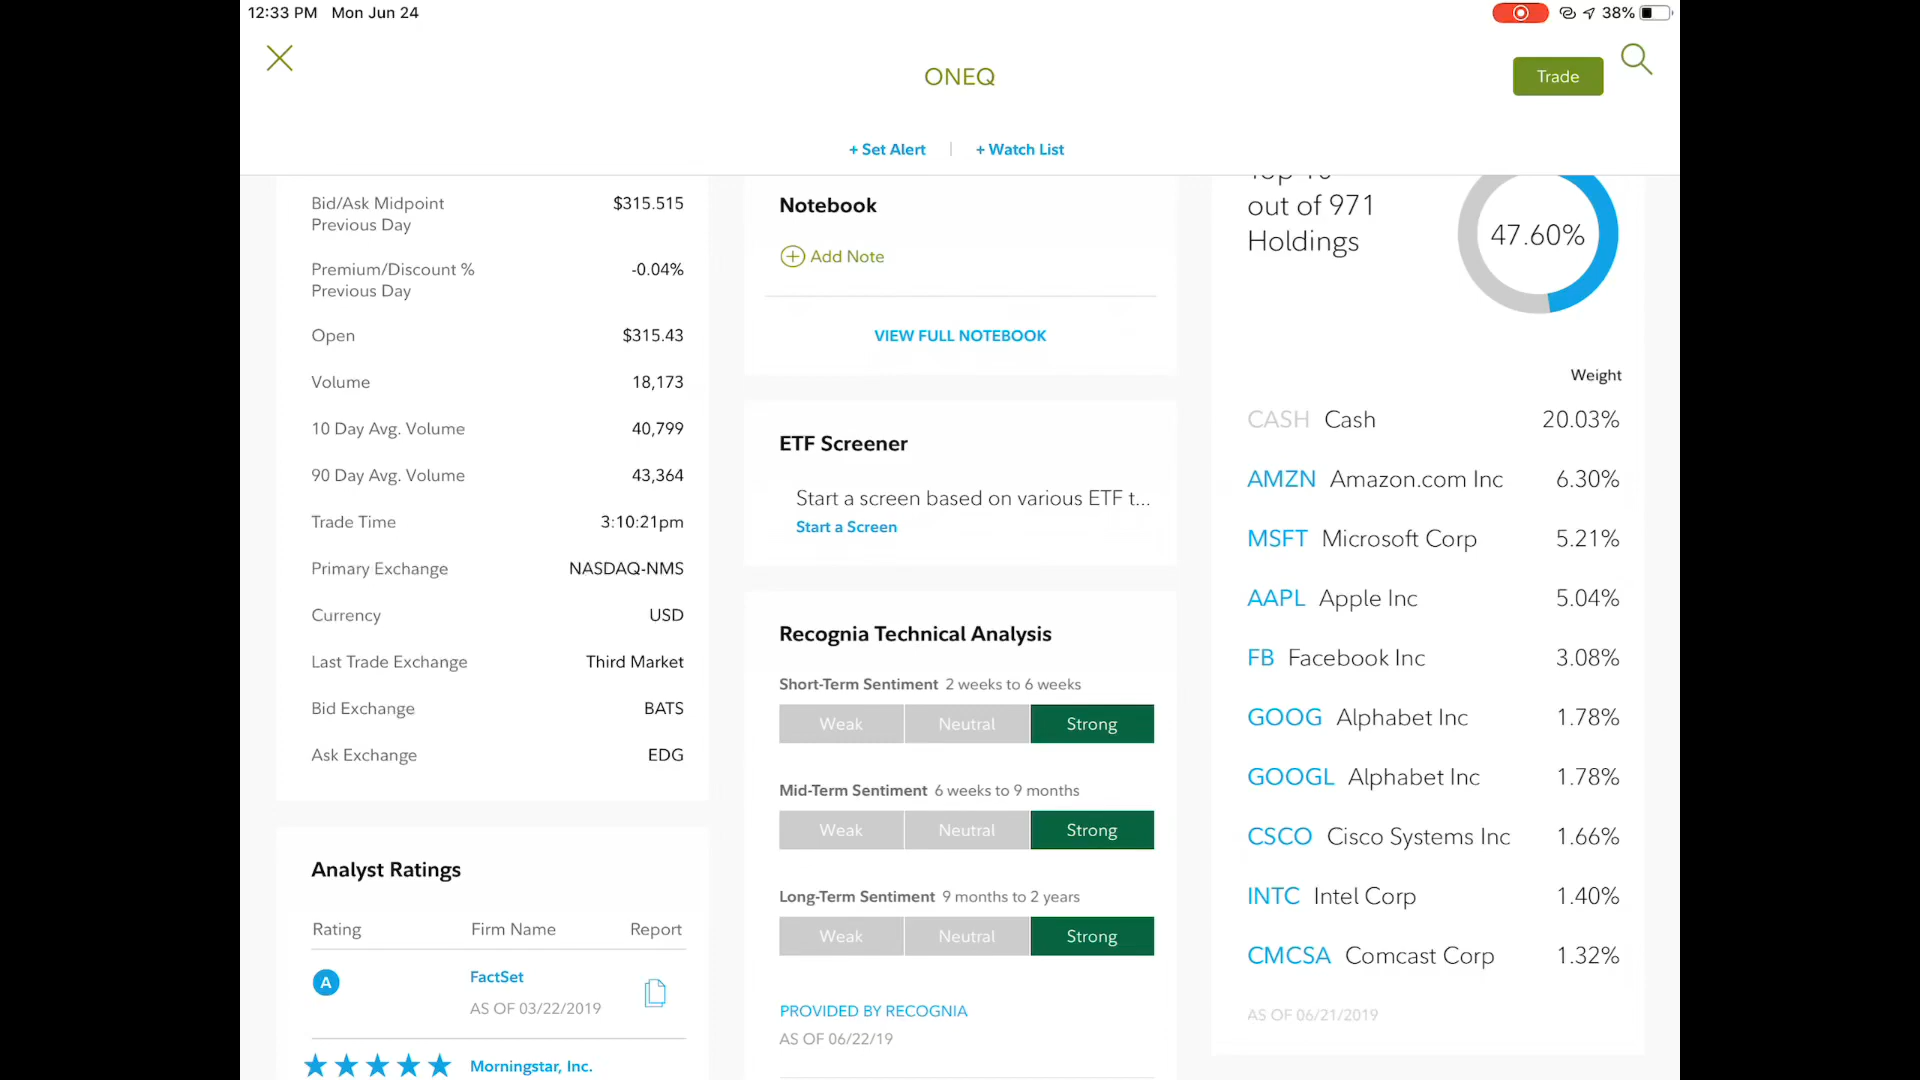 12:33 PM Mon Jun 24
38%
ONEQ
Trade
+ Set Alert | + Watch List
Bid/Ask Midpoint
Previous Day
$315.515
Premium/Discount %
Previous Day
-0.04%
Open $315.43
Volume 18,173
10 Day Avg. Volume 40,799
90 Day Avg. Volume 43,364
Trade Time 3:10:21pm
Primary Exchange NASDAQ-NMS
Currency USD
Last Trade Exchange Third Market
Bid Exchange BATS
Ask Exchange EDG
Analyst Ratings
Rating Firm Name Report
A FactSet
AS OF 03/22/2019
Morningstar, Inc.
Notebook
Add Note
VIEW FULL NOTEBOOK
ETF Screener
Start a screen based on various ETF t...
Start a Screen
Recognia Technical Analysis
Short-Term Sentiment 2 weeks to 6 weeks
Weak Neutral Strong
Mid-Term Sentiment 6 weeks to 9 months
Weak Neutral Strong
Long-Term Sentiment 9 months to 2 years
Weak Neutral Strong
PROVIDED BY RECOGNIA
AS OF 06/22/19
Top 10
out of 971
Holdings
47.60%
Weight
CASH Cash 20.03%
AMZN Amazon.com Inc 6.30%
MSFT Microsoft Corp 5.21%
AAPL Apple Inc 5.04%
FB Facebook Inc 3.08%
GOOG Alphabet Inc 1.78%
GOOGL Alphabet Inc 1.78%
CSCO Cisco Systems Inc 1.66%
INTC Intel Corp 1.40%
CMCSA Comcast Corp 1.32%
AS OF 06/21/2019